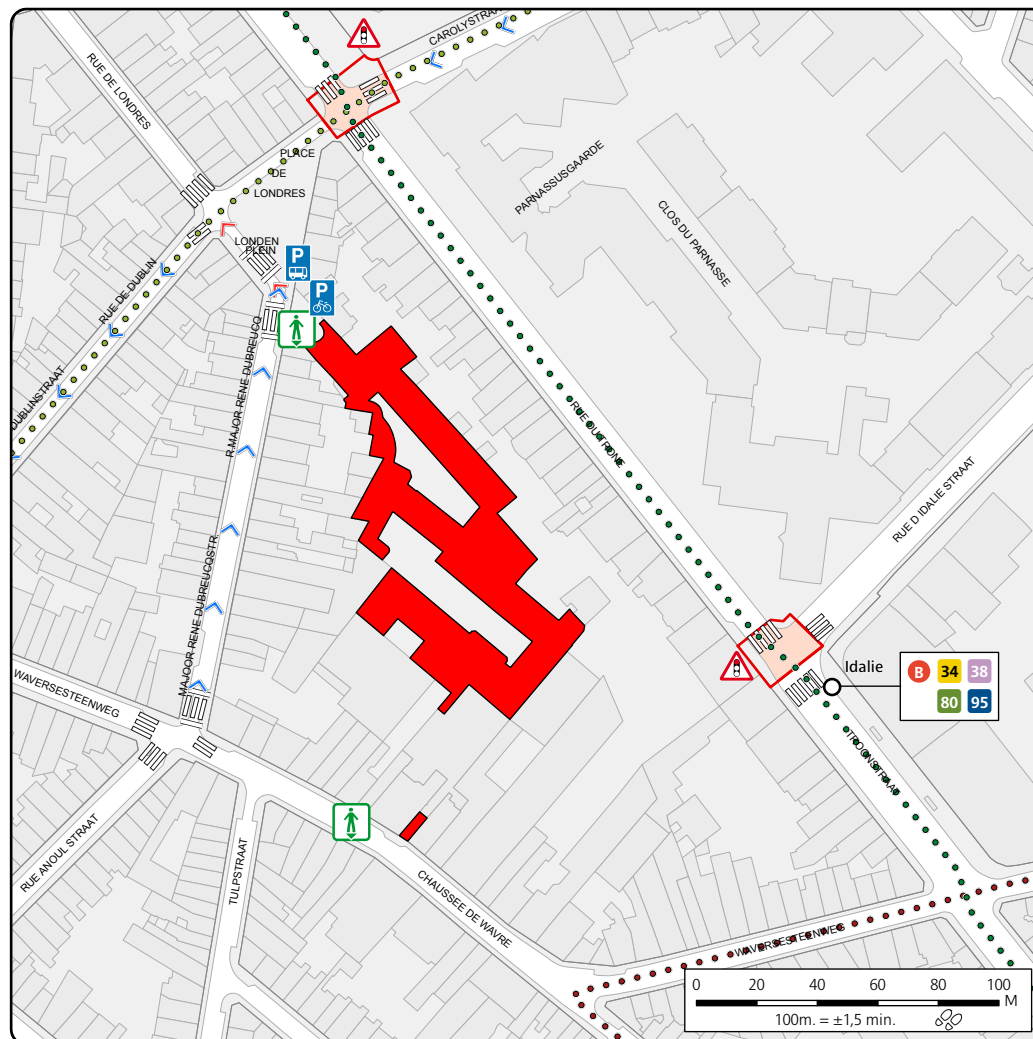 CAROLYSTRAAT
RUE DE LONDRES
PLACE
DE
LONDRES
PARNASSUSGAARDE
CLOS DU PARNASSE
LONDEN
PLEIN
P
P
RUE DE DUBLIN
DUBLINSTRAAT
R.MAJOR RENE DUBREUCQ
RUE DU TRONE
RUE D IDALIE STRAAT
MAJOOR RENE DUBREUCQSTR.
WAVERSESTEENWEG
Idalie
B 34 38
80 95
TROONSTRAAT
RUE ANOUL STRAAT
TULPSTRAAT
CHAUSSEE DE WAVRE
WAVERSESTEENWEG
0 20 40 60 80 100
M
100m. = ±1,5 min.